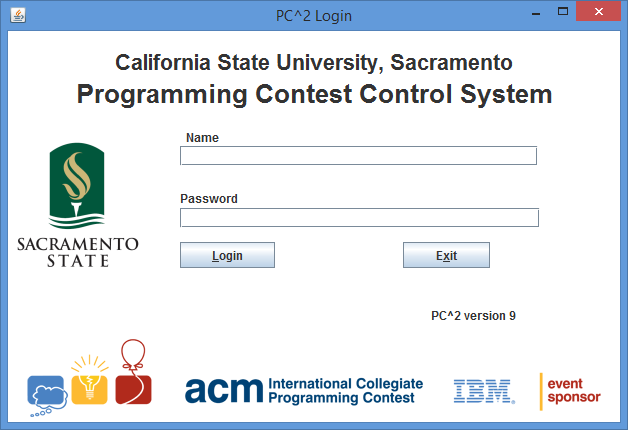 PC^2 Login
California State University, Sacramento
Programming Contest Control System
Name
Password
SACRAMENTO
STATE
Login
Exit
PC^2 version 9
acm International Collegiate
Programming Contest
IBM.
event
sponsor